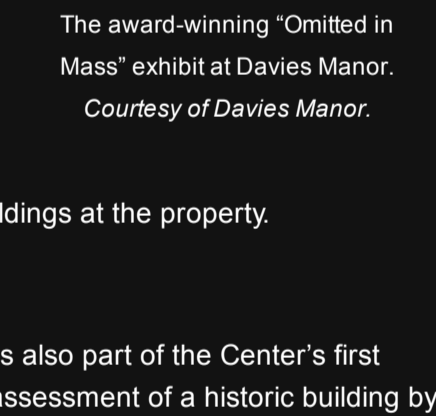 The award-winning “Omitted in
Mass” exhibit at Davies Manor.
Courtesy of Davies Manor.
ldings at the property.
s also part of the Center’s first
assessment of a historic building by